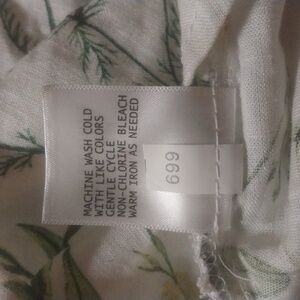 MACHINE WASH COLD
WITH LIKE COLORS
GENTLE CYCLE
NON-CHLORINE BLEACH
WARM IRON AS NEEDED
699